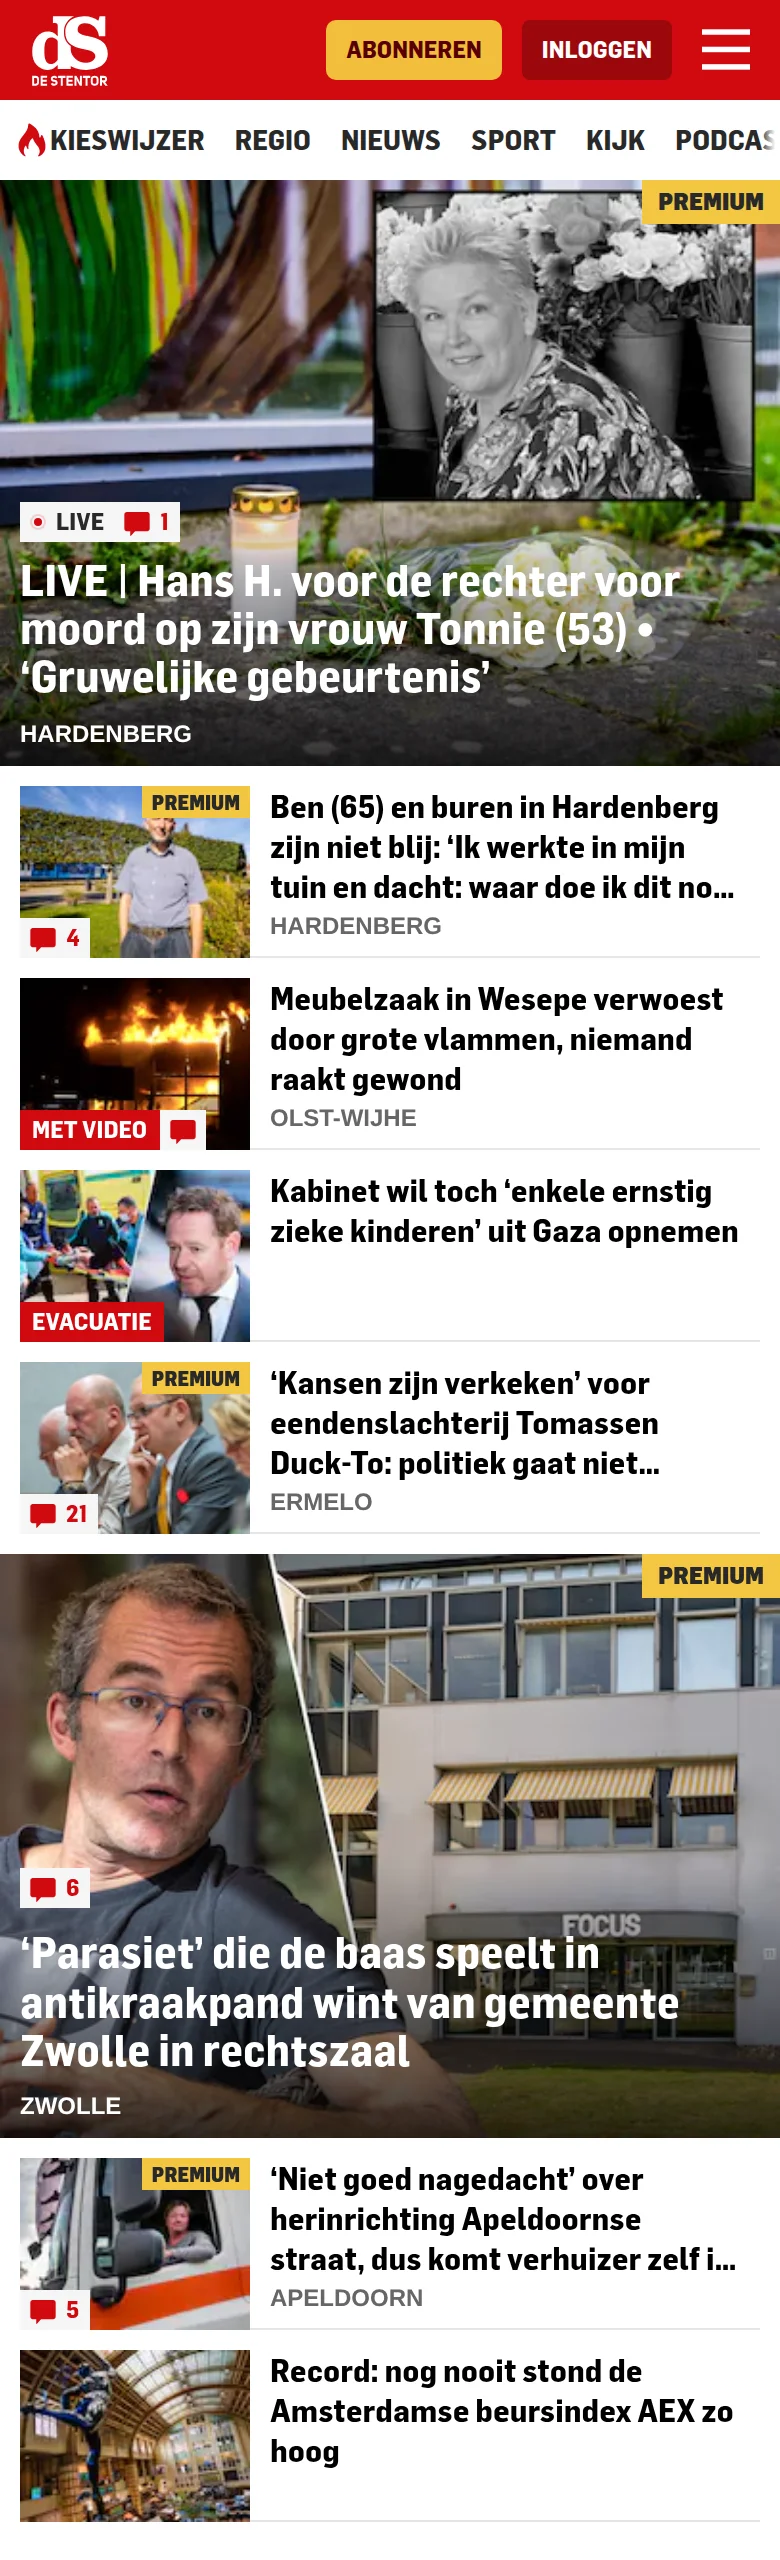 dS
DE STENTOR
ABONNEREN
INLOGGEN
KIESWIJZER REGIO NIEUWS SPORT KIJK PODCAS
PREMIUM
LIVE 1
LIVE | Hans H. voor de rechter voor
moord op zijn vrouw Tonnie (53) •
‘Gruwelijke gebeurtenis’
HARDENBERG
PREMIUM
4
Ben (65) en buren in Hardenberg
zijn niet blij: ‘Ik werkte in mijn
tuin en dacht: waar doe ik dit no...
HARDENBERG
MET VIDEO
Meubelzaak in Wesepe verwoest
door grote vlammen, niemand
raakt gewond
OLST-WIJHE
EVACUATIE
Kabinet wil toch ‘enkele ernstig
zieke kinderen’ uit Gaza opnemen
PREMIUM
21
‘Kansen zijn verkeken’ voor
eendenslachterij Tomassen
Duck-To: politiek gaat niet...
ERMELO
PREMIUM
FOCUS
6
‘Parasiet’ die de baas speelt in
antikraakpand wint van gemeente
Zwolle in rechtszaal
ZWOLLE
PREMIUM
5
‘Niet goed nagedacht’ over
herinrichting Apeldoornse
straat, dus komt verhuizer zelf i...
APELDOORN
Record: nog nooit stond de
Amsterdamse beursindex AEX zo
hoog